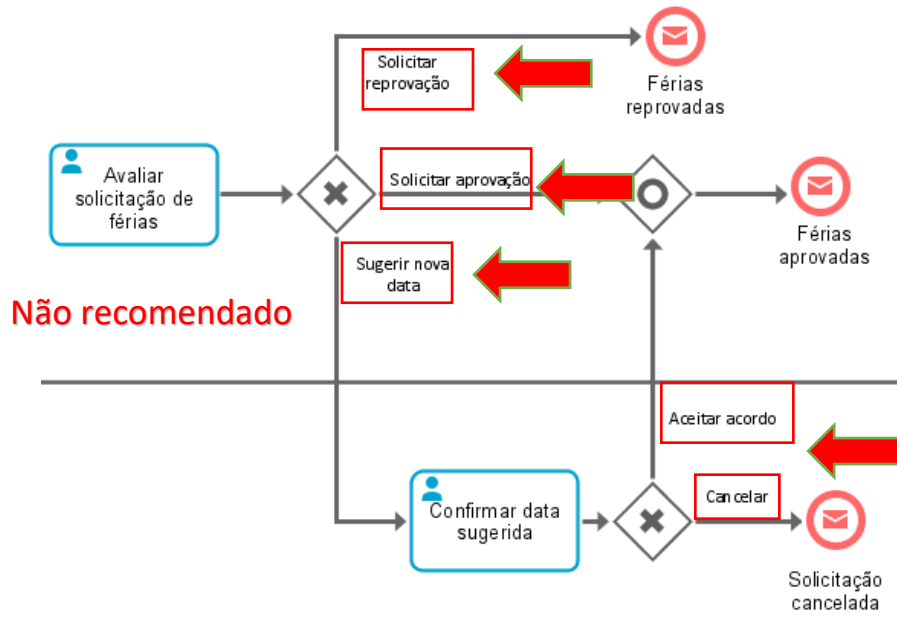 Solicitar
reprovação
Férias
reprovadas
Avaliar
solicitação de
férias
Solicitar aprovação
Férias
aprovadas
Sugerir nova
data
Não recomendado
Aceitar acordo
Confirmar data
sugerida
Cancelar
Solicitação
cancelada